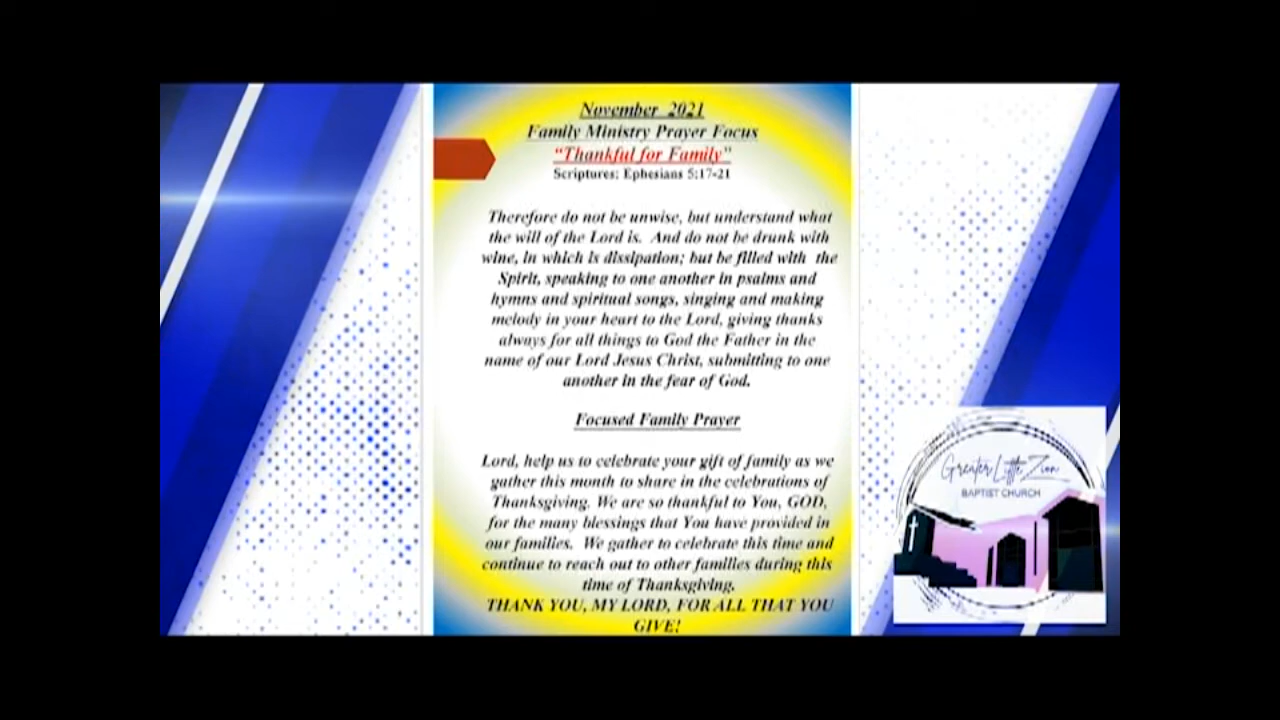 November 2021
Family Ministry Prayer Focus
“Thankful for Family”
Scriptures: Ephesians 5:17-21
Therefore do not be unwise, but understand what
the will of the Lord is. And do not be drunk with
wine, in which is dissipation; but be filled with the
Spirit, speaking to one another in psalms and
hymns and spiritual songs, singing and making
melody in your heart to the Lord, giving thanks
always for all things to God the Father in the
name of our Lord Jesus Christ, submitting to one
another in the fear of God.
Focused Family Prayer
Lord, help us to celebrate your gift of family as we
gather this month to share in the celebrations of
Thanksgiving. We are so thankful to You, GOD,
for the many blessings that You have provided in
our families. We gather to celebrate this time and
continue to reach out to other families during this
time of Thanksgiving.
THANK YOU, MY LORD, FOR ALL THAT YOU
GIVE!
Greater Little Zion
BAPTIST CHURCH